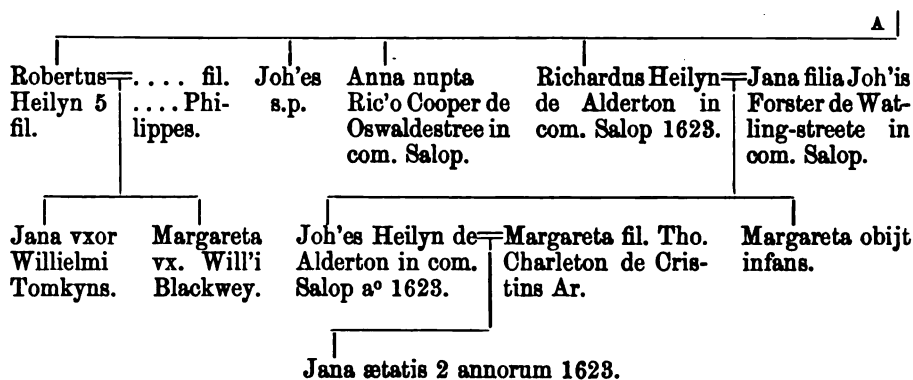 A
Robertus=. . . . fil.
Heilyn 5 . . . . Phi-
fil. lippes.
Joh'es
s.p.
Anna nupta
Ric'o Cooper de
Oswaldestree in
com. Salop.
Richardus Heilyn=Jana filia Joh'is
de Alderton in Forster de Wat-
com. Salop 1623. ling-streete in
com. Salop.
Jana vxor
Willielmi
Tomkyns.
Margareta
vx. Will'i
Blackwey.
Joh'es Heilyn de=Margareta fil. Tho.
Alderton in com. Charleton de Cris-
Salop aº 1623. tins Ar.
Margareta obijt
infans.
Jana ætatis 2 annorum 1623.